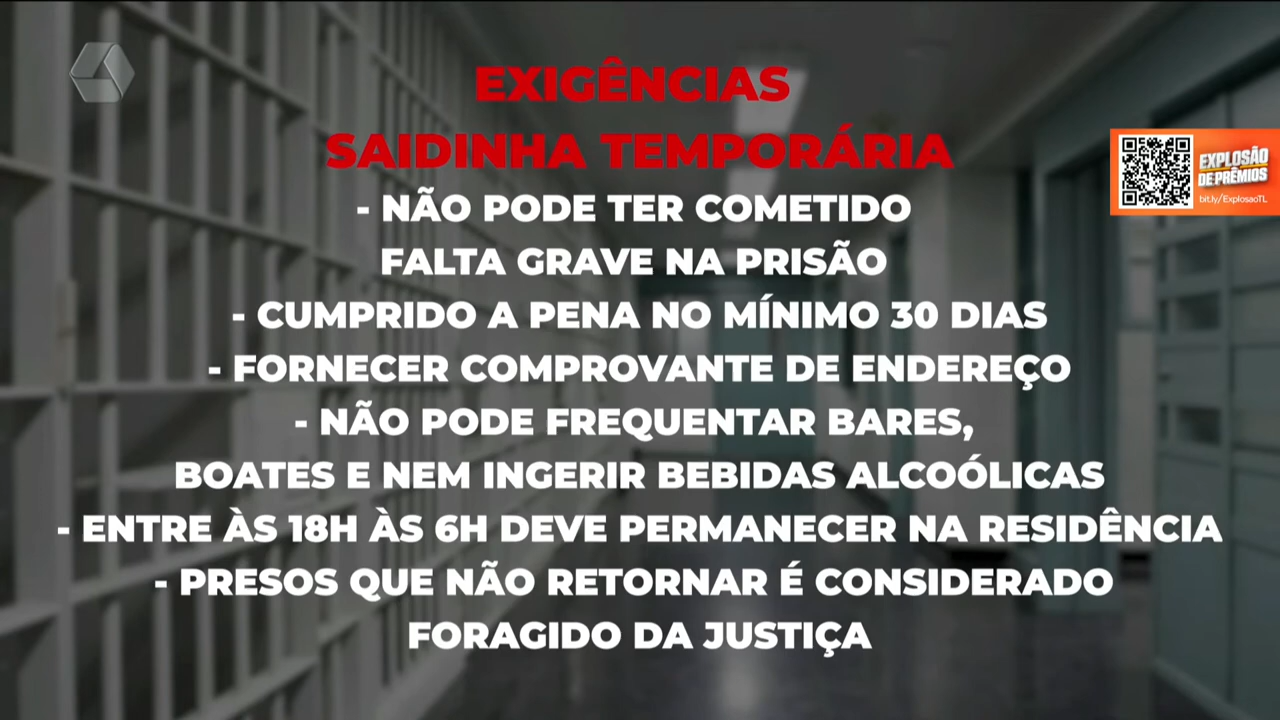 EXIGÊNCIAS
SAIDINHA TEMPORÁRIA
- NÃO PODE TER COMETIDO
FALTA GRAVE NA PRISÃO
- CUMPRIDO A PENA NO MÍNIMO 30 DIAS
- FORNECER COMPROVANTE DE ENDEREÇO
- NÃO PODE FREQUENTAR BARES,
BOATES E NEM INGERIR BEBIDAS ALCOÓLICAS
- ENTRE ÀS 18H ÀS 6H DEVE PERMANECER NA RESIDÊNCIA
- PRESOS QUE NÃO RETORNAR É CONSIDERADO
FORAGIDO DA JUSTIÇA
EXPLOSÃO
DE PRÊMIOS
bit.ly/ExplosaoTL